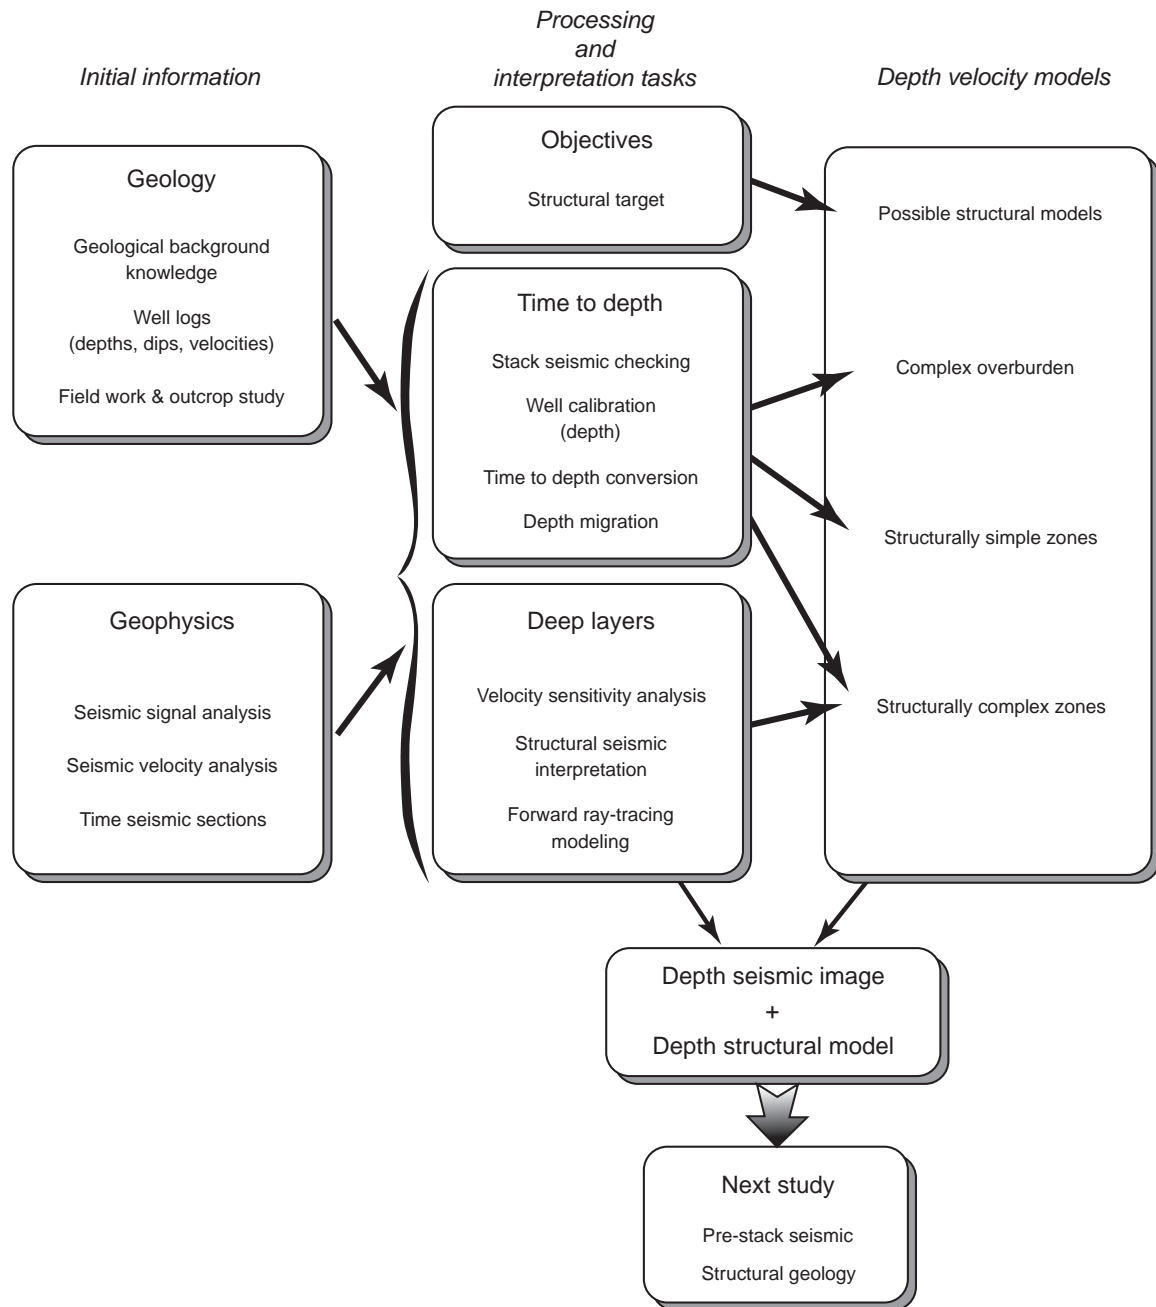 Initial information
Processing
and
interpretation tasks
Depth velocity models
Geology
Geological background
knowledge
Well logs
(depths, dips, velocities)
Field work & outcrop study
Geophysics
Seismic signal analysis
Seismic velocity analysis
Time seismic sections
Objectives
Structural target
Time to depth
Stack seismic checking
Well calibration
(depth)
Time to depth conversion
Depth migration
Deep layers
Velocity sensitivity analysis
Structural seismic
interpretation
Forward ray-tracing
modeling
Possible structural models
Complex overburden
Structurally simple zones
Structurally complex zones
Depth seismic image
+
Depth structural model
Next study
Pre-stack seismic
Structural geology